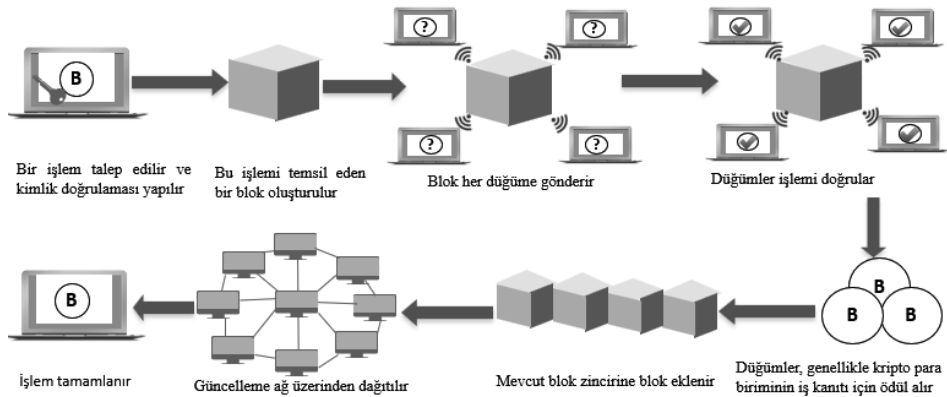 B
Bir işlem talep edilir ve
kimlik doğrulaması yapılır
Bu işlemi temsil eden
bir blok oluşturulur
?
?
?
?
Blok her düğüme gönderir
Düğümler işlemi doğrular
B
B
B
Düğümler, genellikle kripto para
biriminin iş kanıtı için ödül alır
Mevcut blok zincirine blok eklenir
Güncelleme ağ üzerinden dağıtılır
B
İşlem tamamlanır